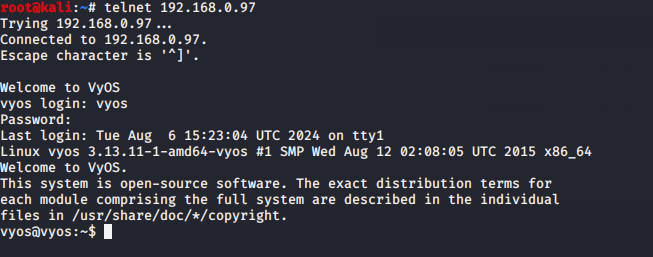 root@kali:~# telnet 192.168.0.97
Trying 192.168.0.97...
Connected to 192.168.0.97.
Escape character is '^]'.
Welcome to VyOS
vyos login: vyos
Password:
Last login: Tue Aug  6 15:23:04 UTC 2024 on tty1
Linux vyos 3.13.11-1-amd64-vyos #1 SMP Wed Aug 12 02:08:05 UTC 2015 x86_64
Welcome to VyOS.
This system is open-source software. The exact distribution terms for
each module comprising the full system are described in the individual
files in /usr/share/doc/*/copyright.
vyos@vyos:~$